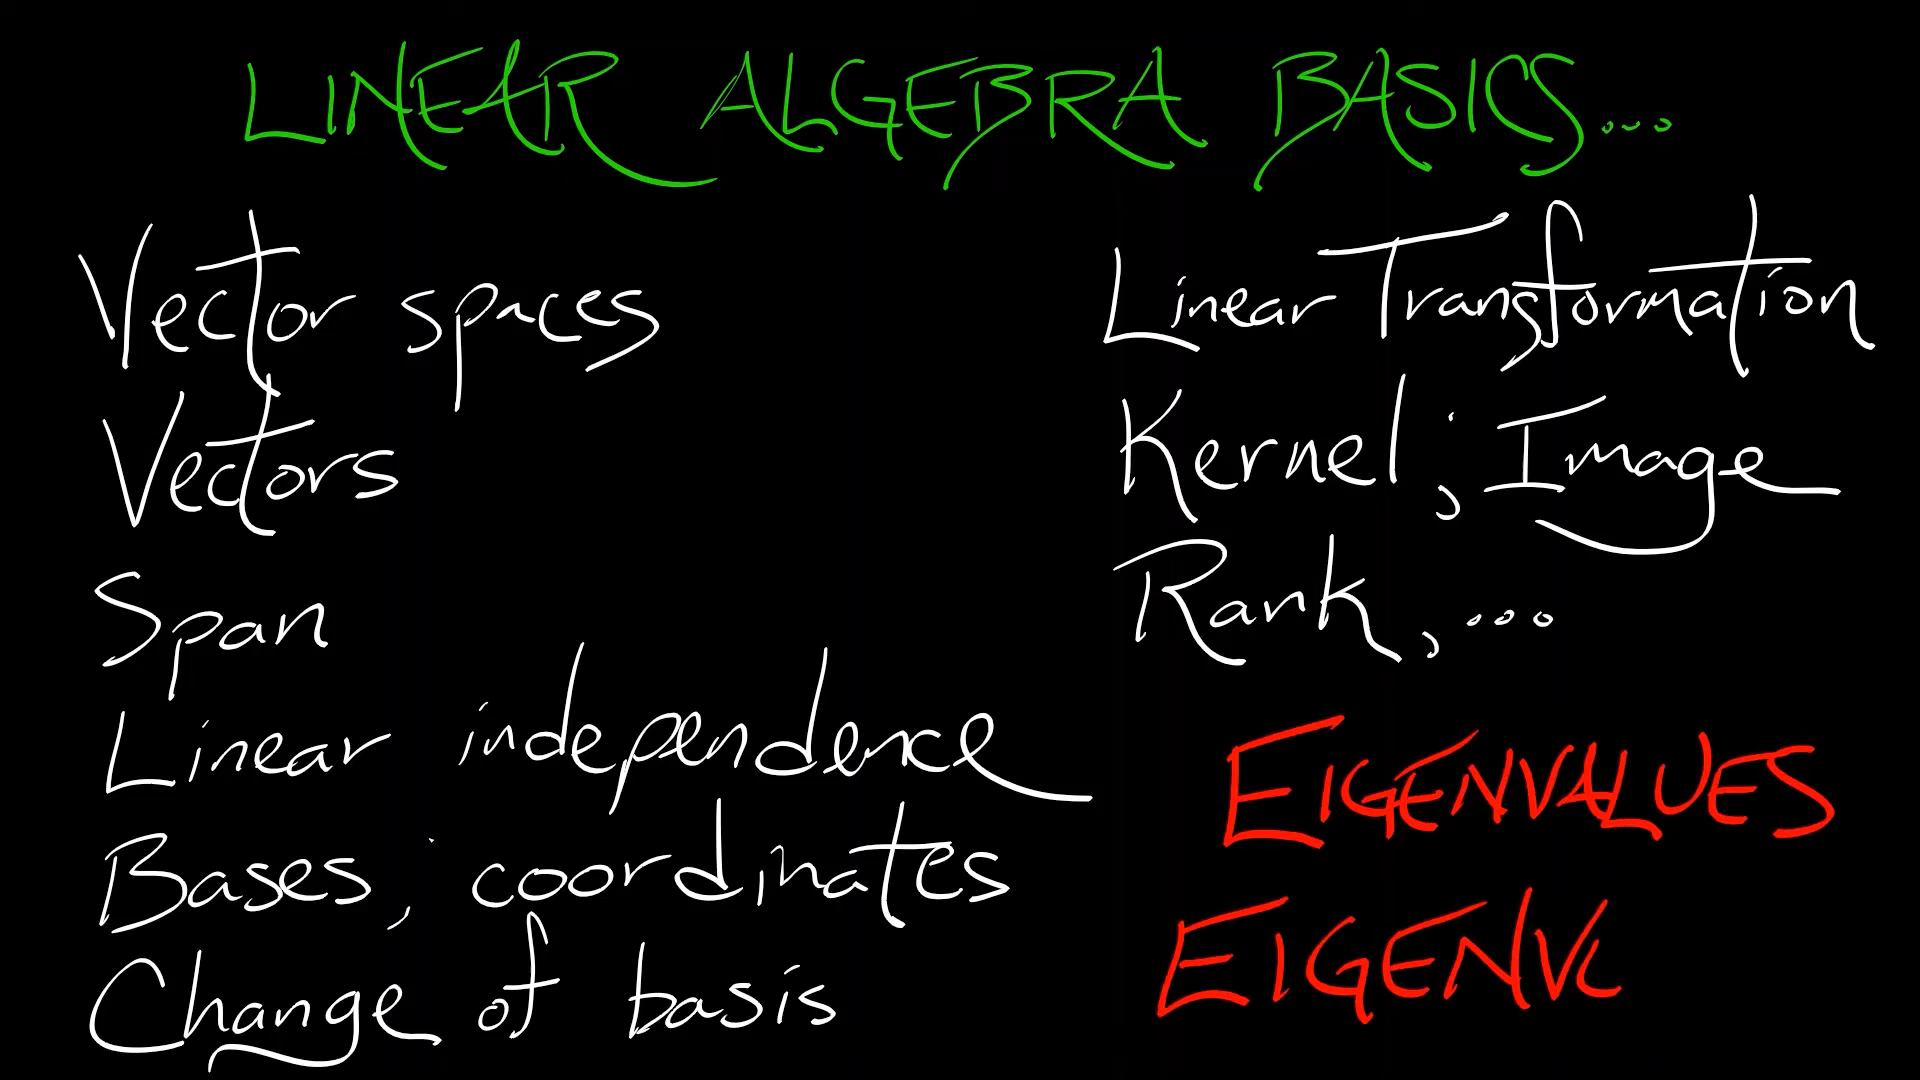 LINEAR ALGEBRA BASICS...
Vector spaces
Vectors
Span
Linear independence
Bases; coordinates
Change of basis
Linear Transformation
Kernel; Image
Rank, ...
EIGENVALUES
EIGENV